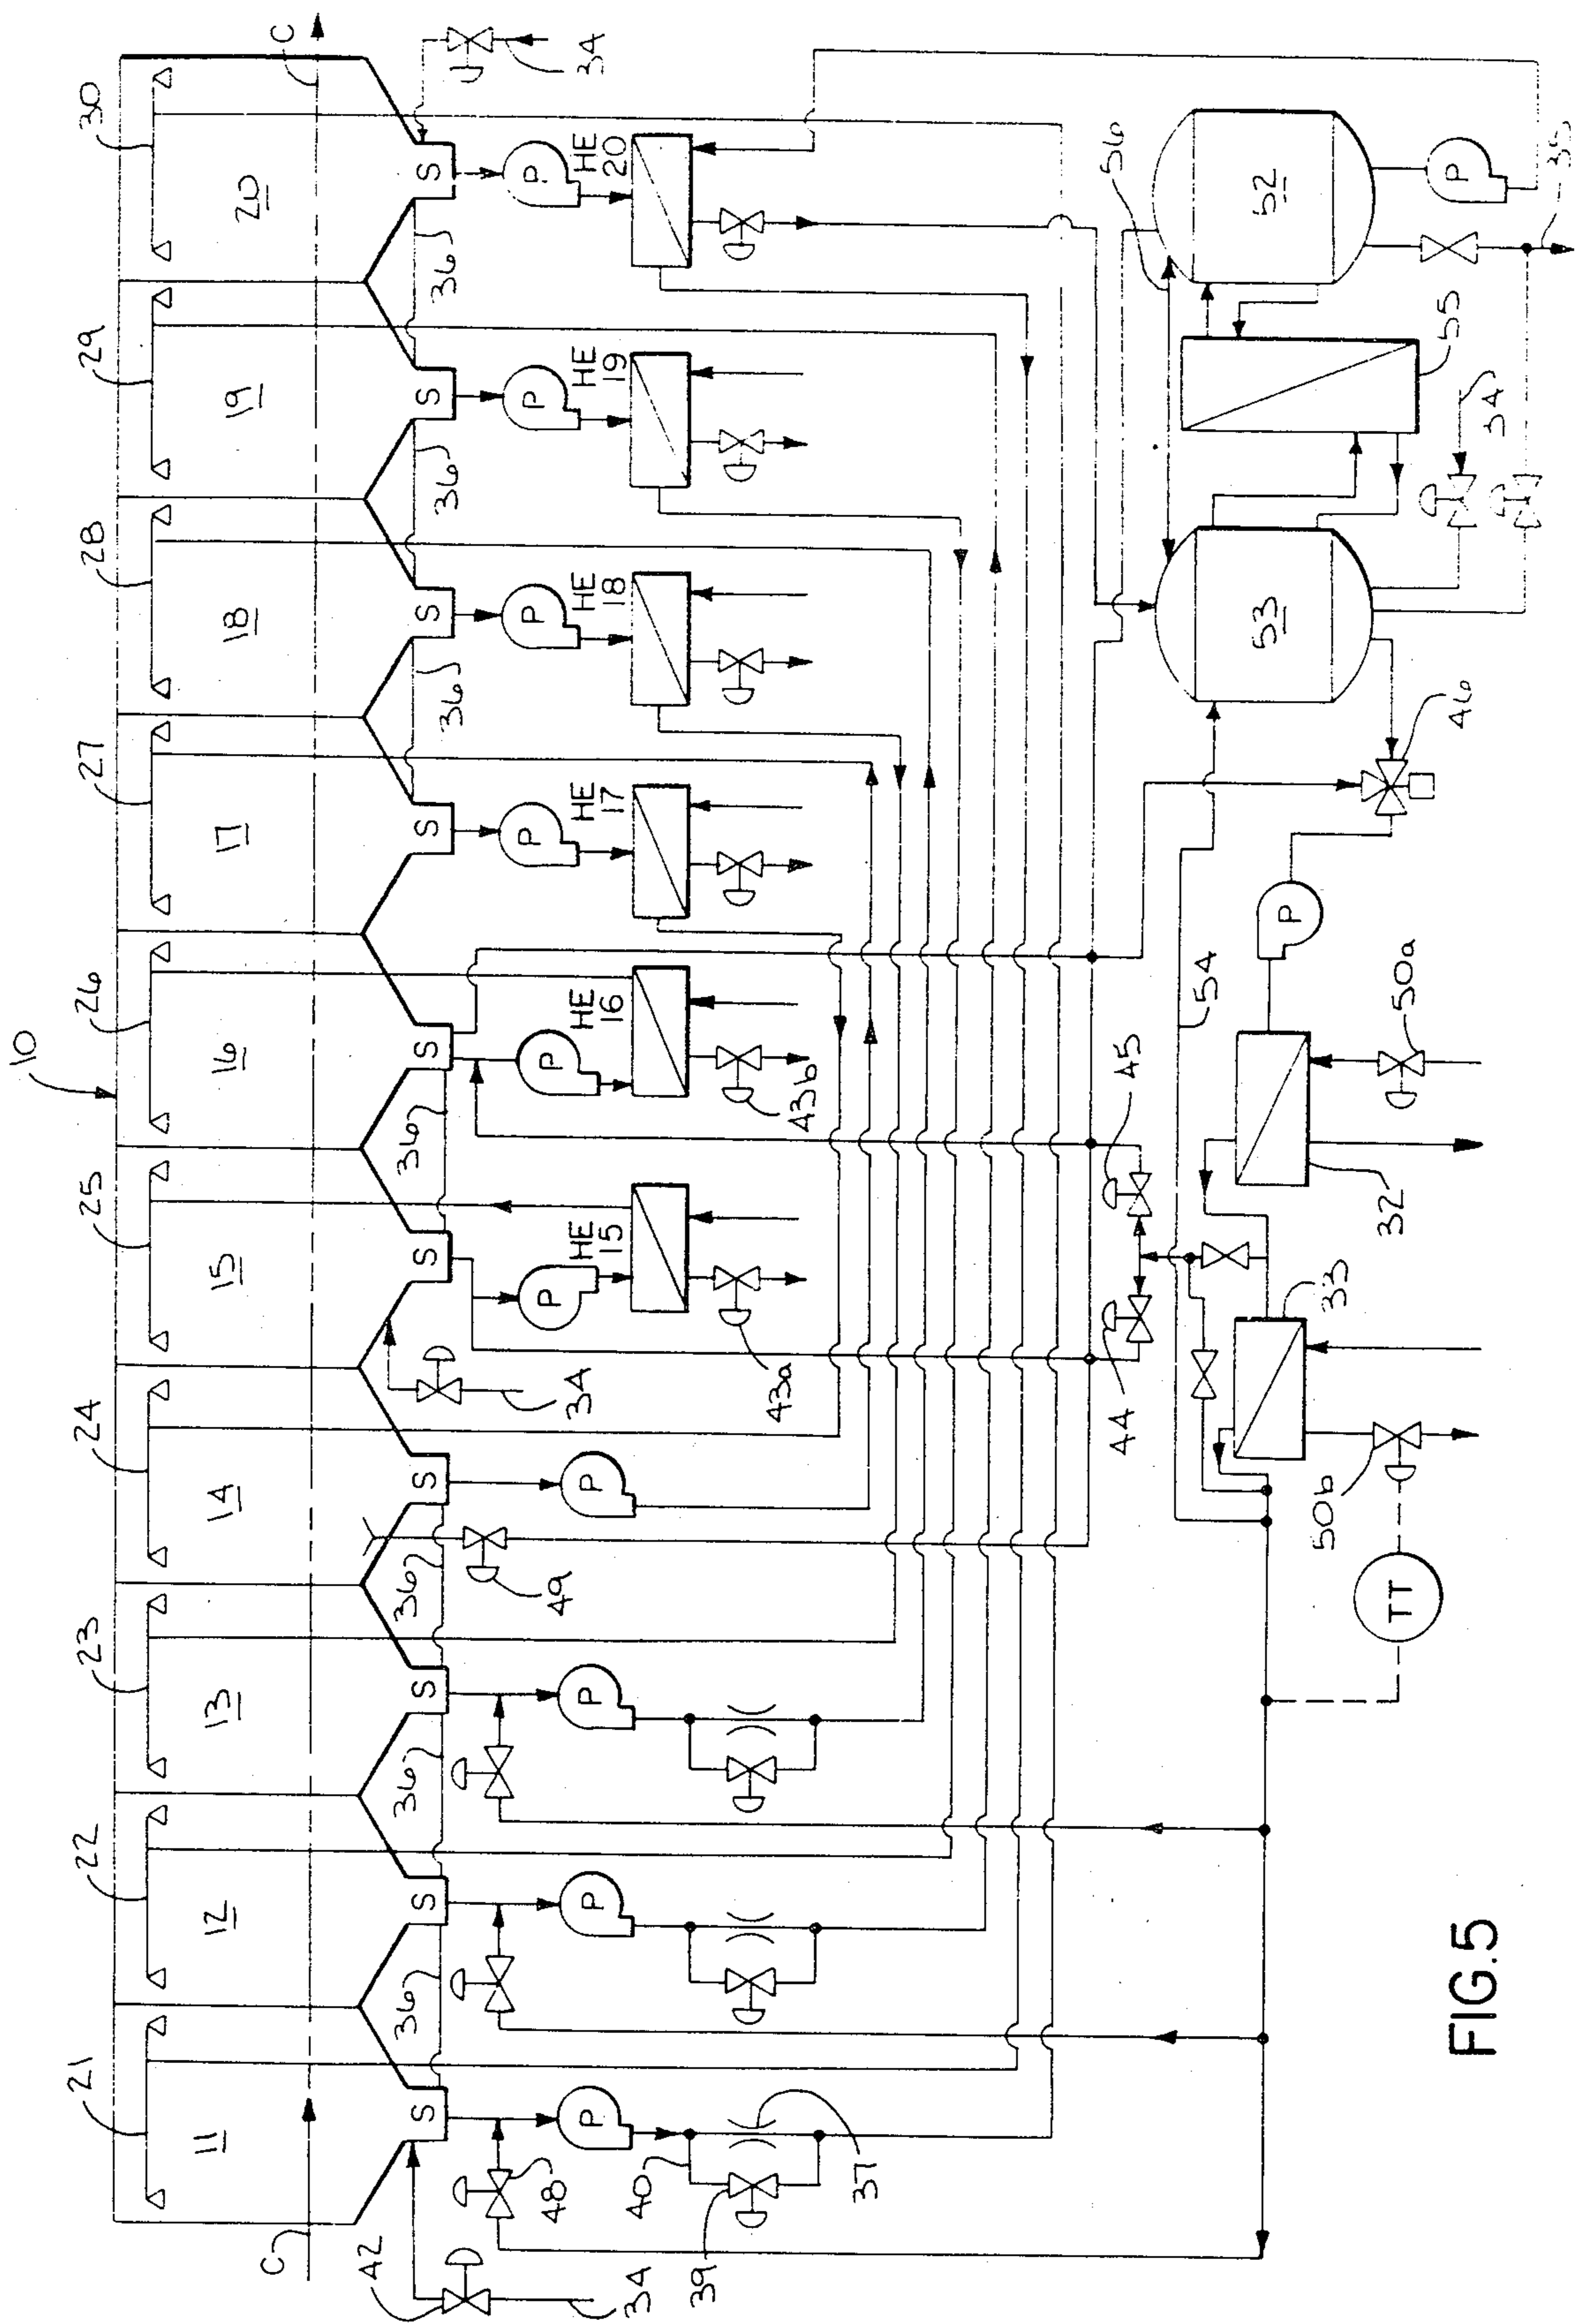 10
21
22
23
24
25
26
27
28
29
30
11
12
13
14
15
16
17
18
19
20
C
C
S
S
S
S
S
S
S
S
S
S
36
36
36
36
36
36
36
42
34
48
49
34
34
P
P
P
P
P
P
P
P
P
P
HE 15
HE 16
HE 17
HE 18
HE 19
HE 20
40
39
37
43a
43b
44
45
54
56
53
52
55
P
34
35
46
P
33
32
50a
50b
TT
FIG.5